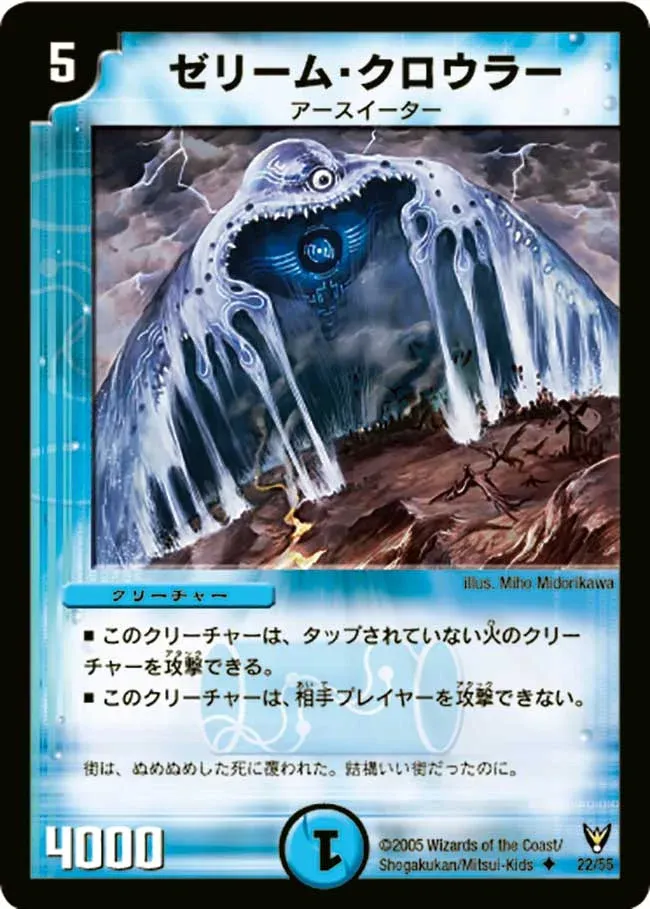 5
ゼリーム・クロウラー
アースイーター
illus. Miho Midorikawa
クリーチャー
■ このクリーチャーは、タップされていない火のクリー
チャーを攻撃できる。
■ このクリーチャーは、相手プレイヤーを攻撃できない。
街は、ぬめぬめした死に覆われた。結構いい街だったのに。
4000
1
©2005 Wizards of the Coast/
Shogakukan/Mitsui-Kids
22/55